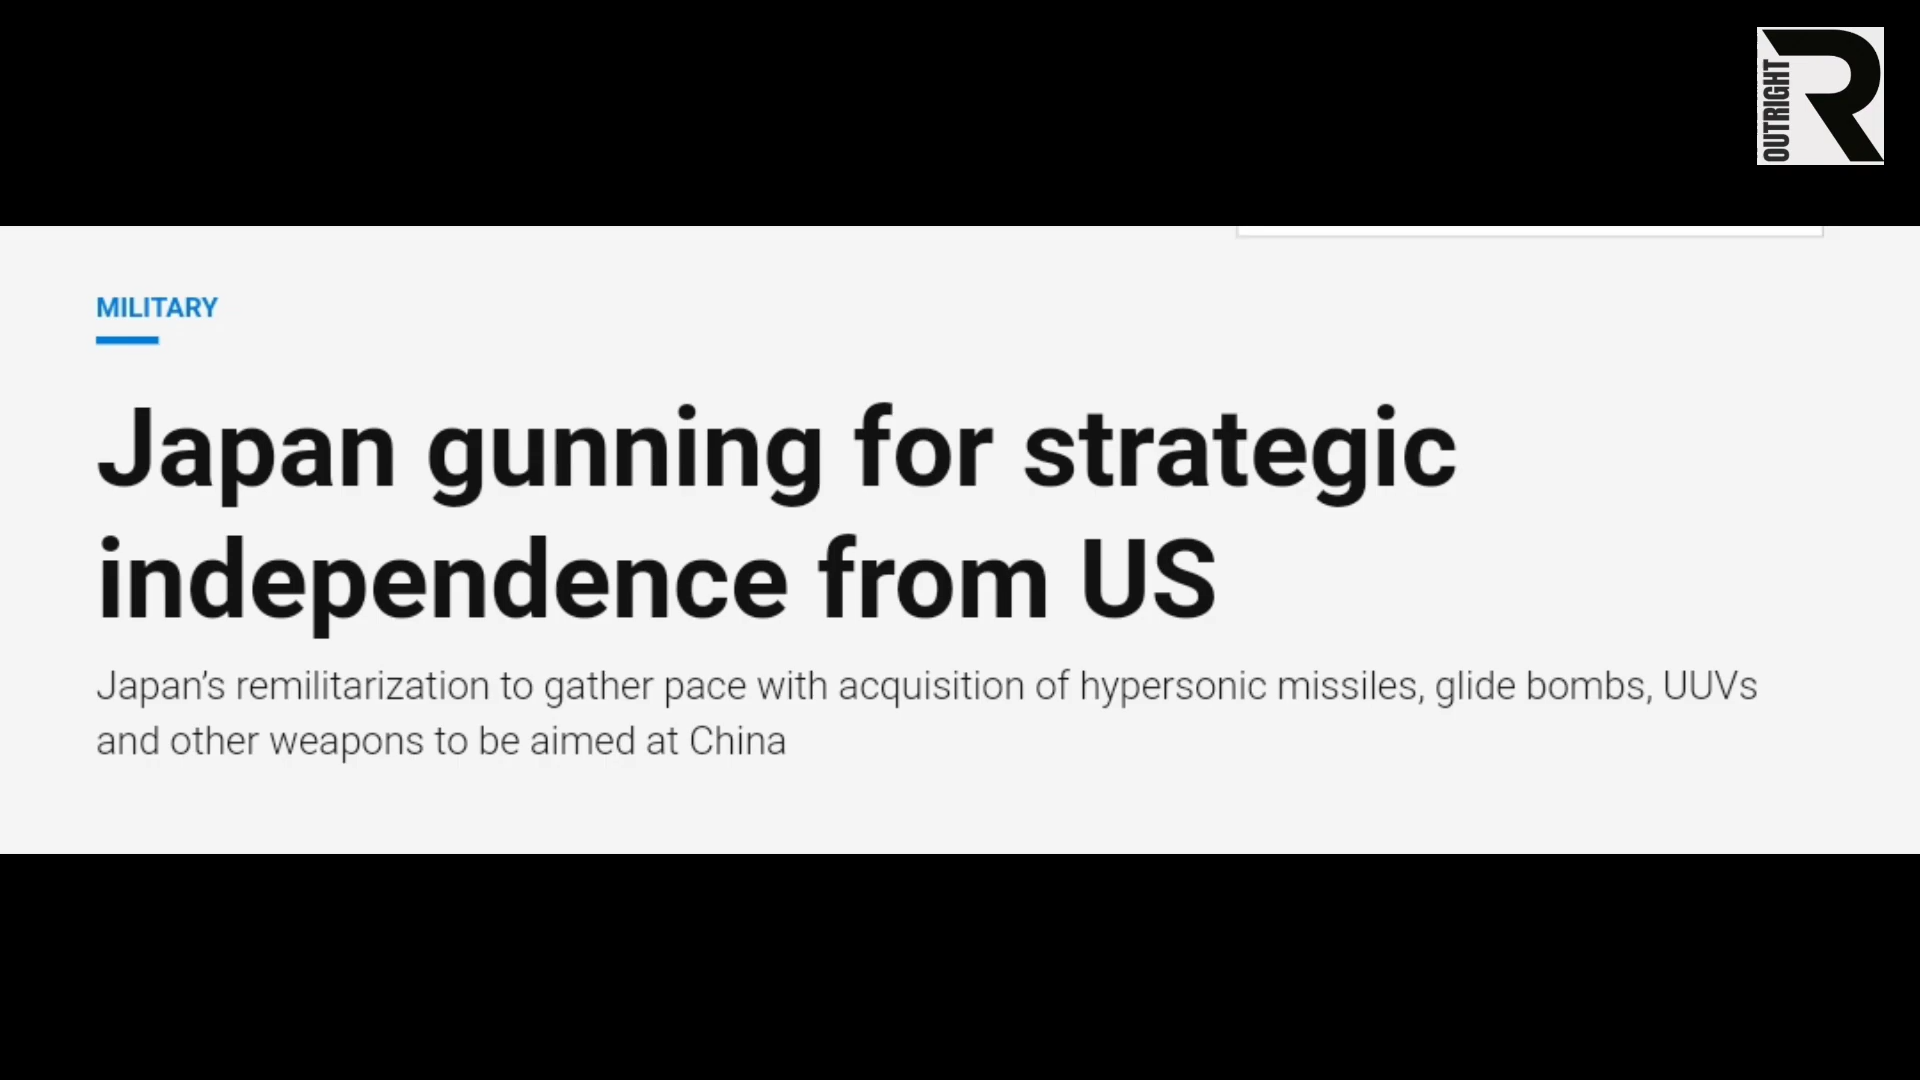 OUTRIGHT
R
MILITARY
Japan gunning for strategic
independence from US
Japan’s remilitarization to gather pace with acquisition of hypersonic missiles, glide bombs, UUVs
and other weapons to be aimed at China